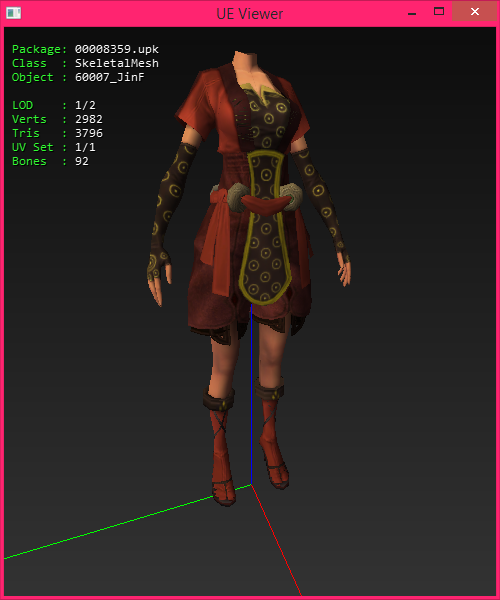 UE Viewer
Package: 00008359.upk
Class  : SkeletalMesh
Object : 60007_JinF
LOD    : 1/2
Verts  : 2982
Tris   : 3796
UV Set : 1/1
Bones  : 92